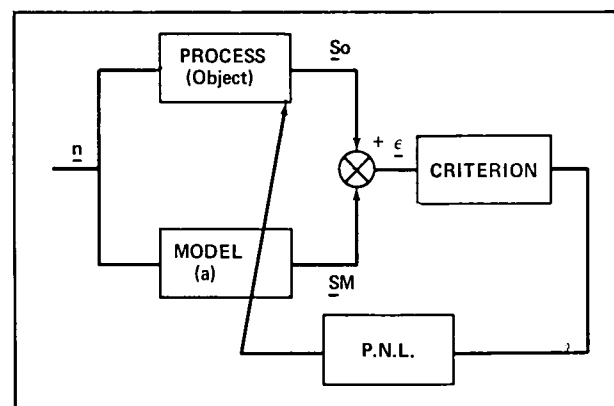 PROCESS
(Object)
So
n
+ ϵ
CRITERION
MODEL
(a)
SM
P.N.L.